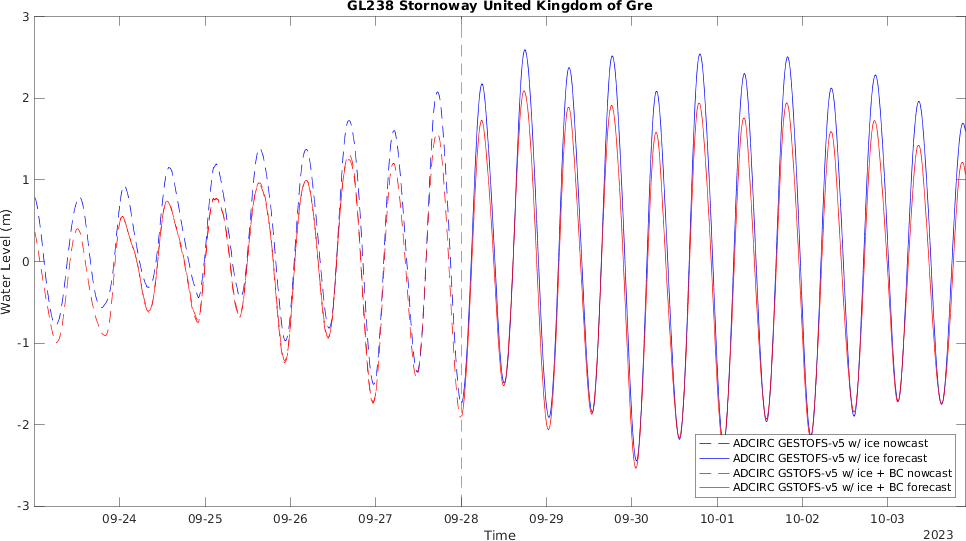 GL238 Stornoway United Kingdom of Gre
3
2
1
0
-1
-2
-3
Water Level (m)
ADCIRC GESTOFS-v5 w/ ice nowcast
ADCIRC GESTOFS-v5 w/ ice forecast
ADCIRC GSTOFS-v5 w/ ice + BC nowcast
ADCIRC GSTOFS-v5 w/ ice + BC forecast
09-24 09-25 09-26 09-27 09-28 09-29 09-30 10-01 10-02 10-03
Time
2023